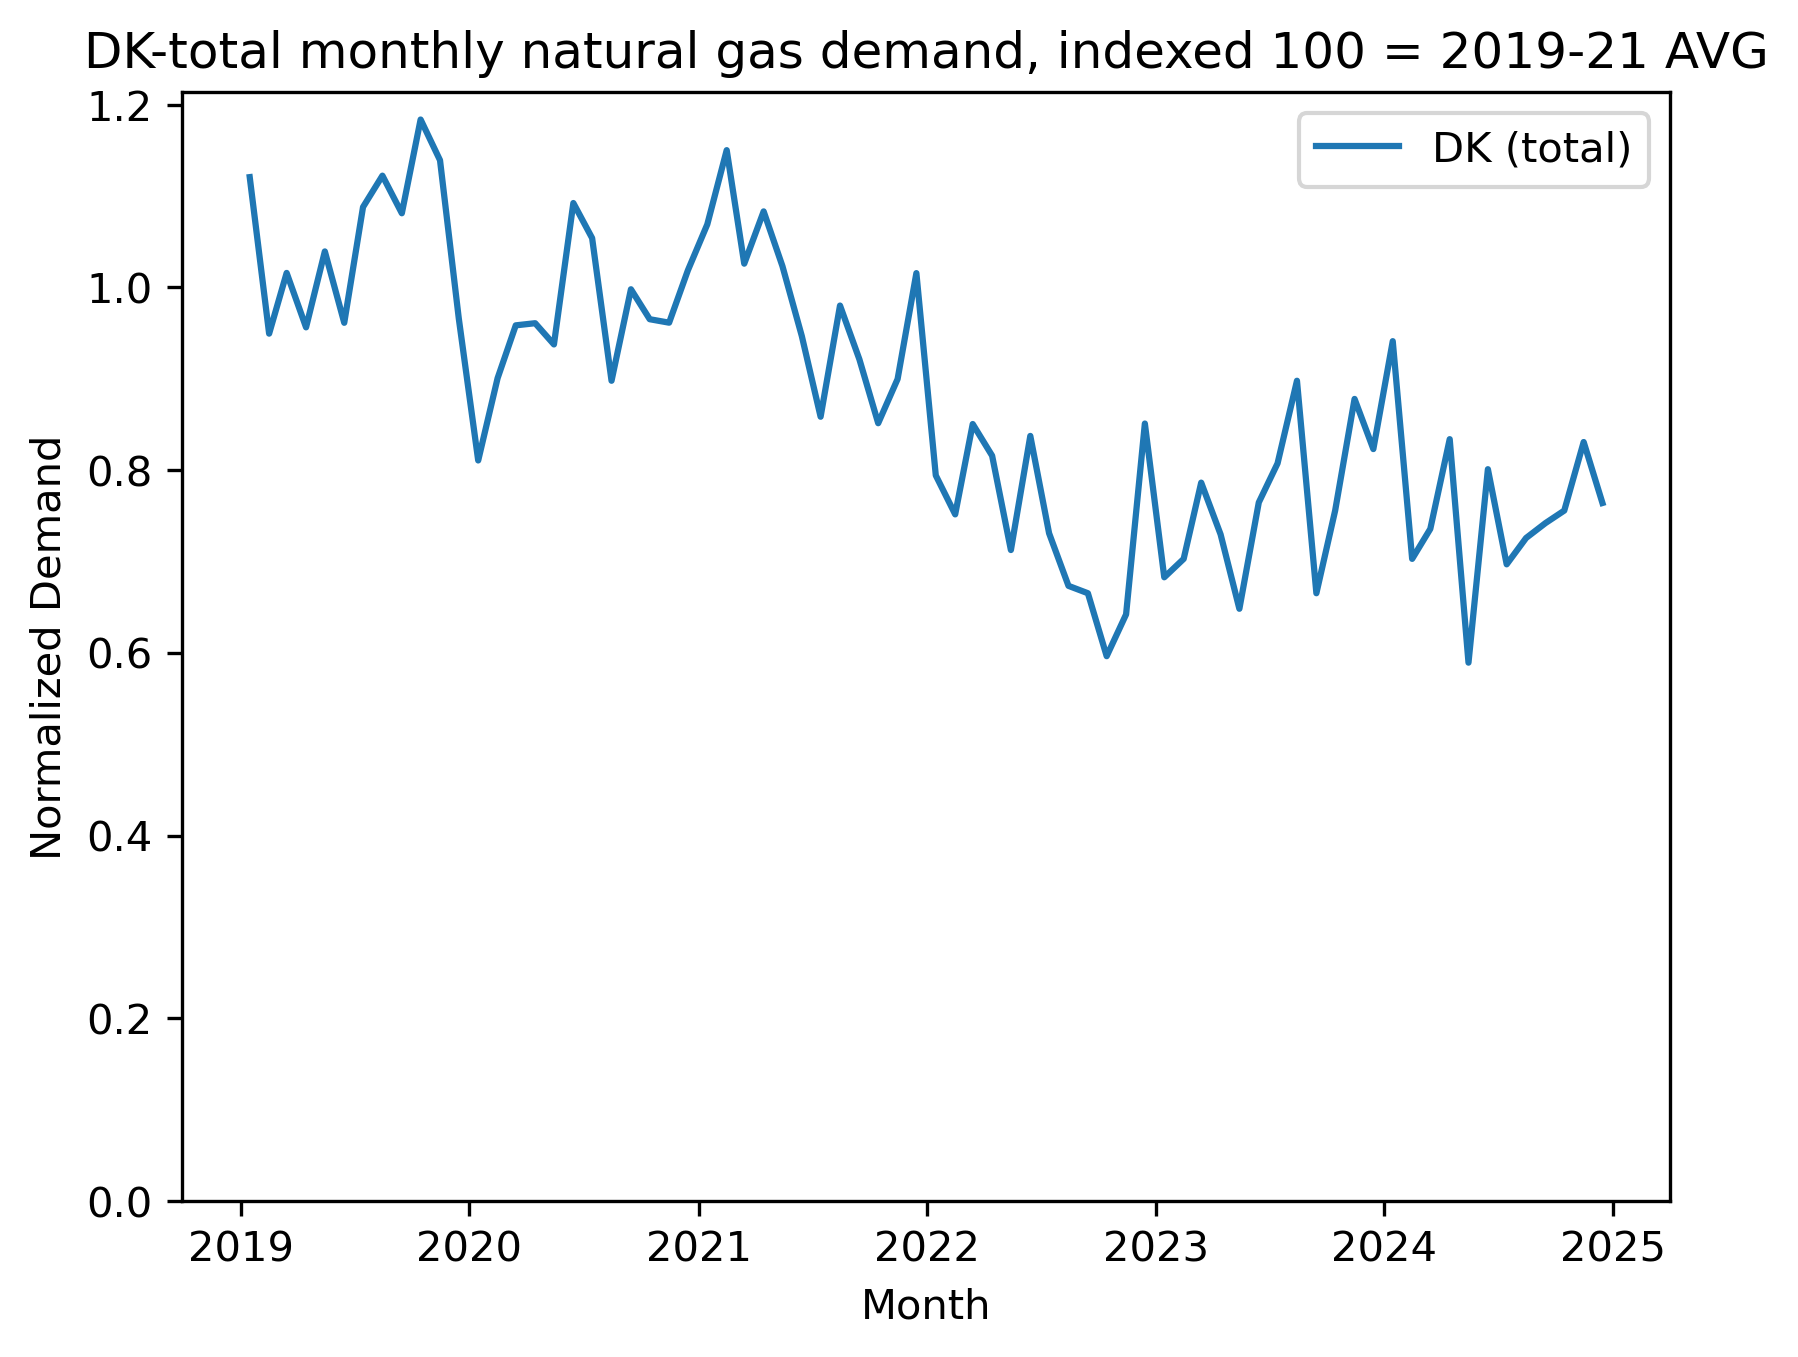 DK-total monthly natural gas demand, indexed 100 = 2019-21 AVG
DK (total)
Normalized Demand
1.2
1.0
0.8
0.6
0.4
0.2
0.0
2019 2020 2021 2022 2023 2024 2025
Month